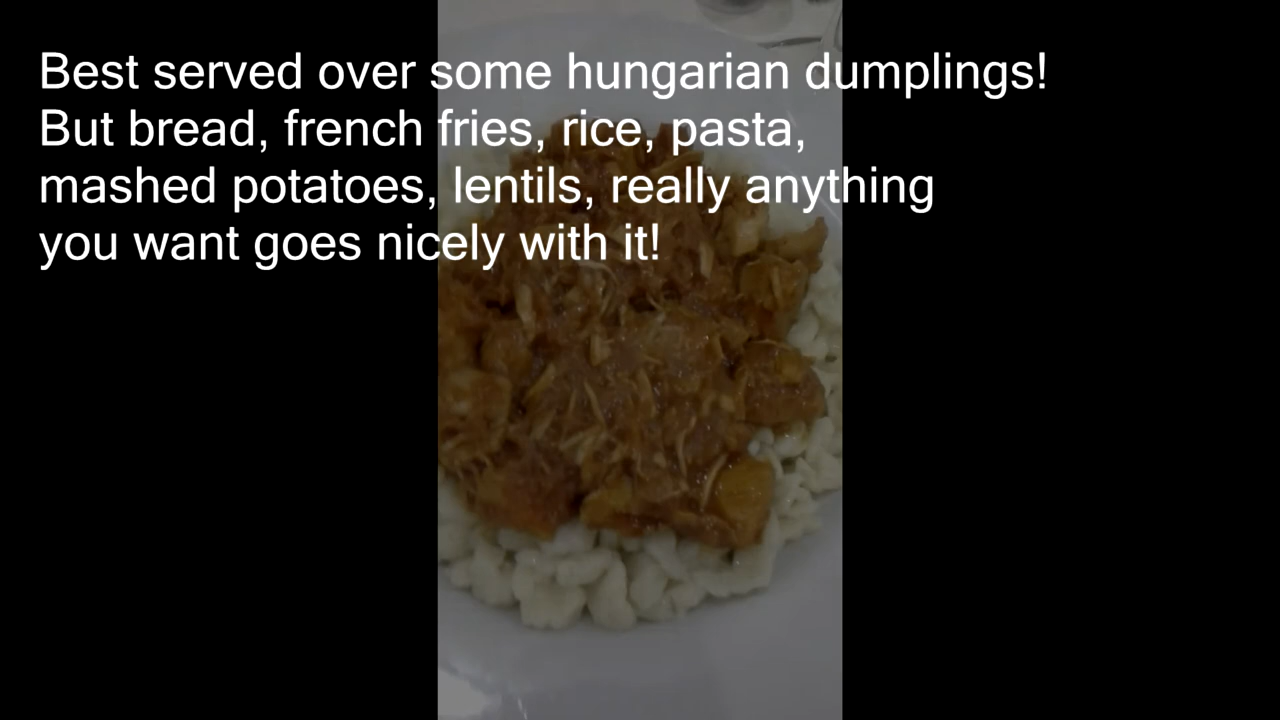 Best served over some hungarian dumplings!
But bread, french fries, rice, pasta,
mashed potatoes, lentils, really anything
you want goes nicely with it!